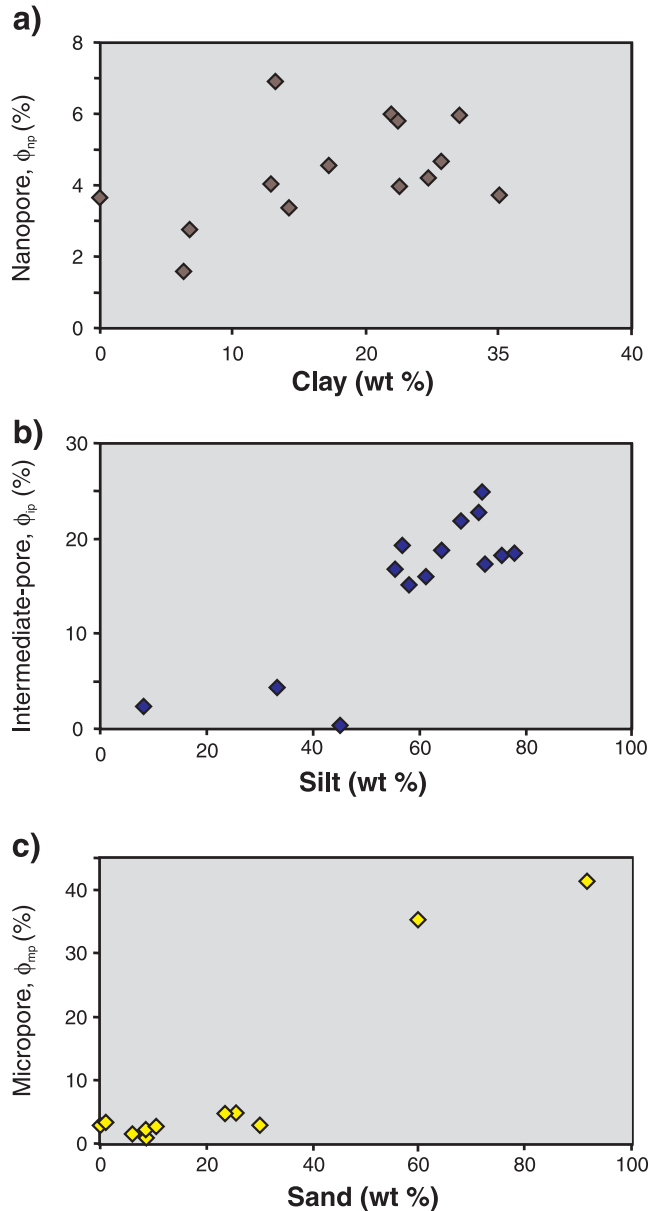 a)
8
6
4
2
0
Nanopore, ϕnp (%)
0 10 20 35 40
Clay (wt %)
b)
30
20
10
0
Intermediate-pore, ϕip (%)
0 20 40 60 80 100
Silt (wt %)
c)
40
30
20
10
0
Micropore, ϕmp (%)
0 20 40 60 80 100
Sand (wt %)